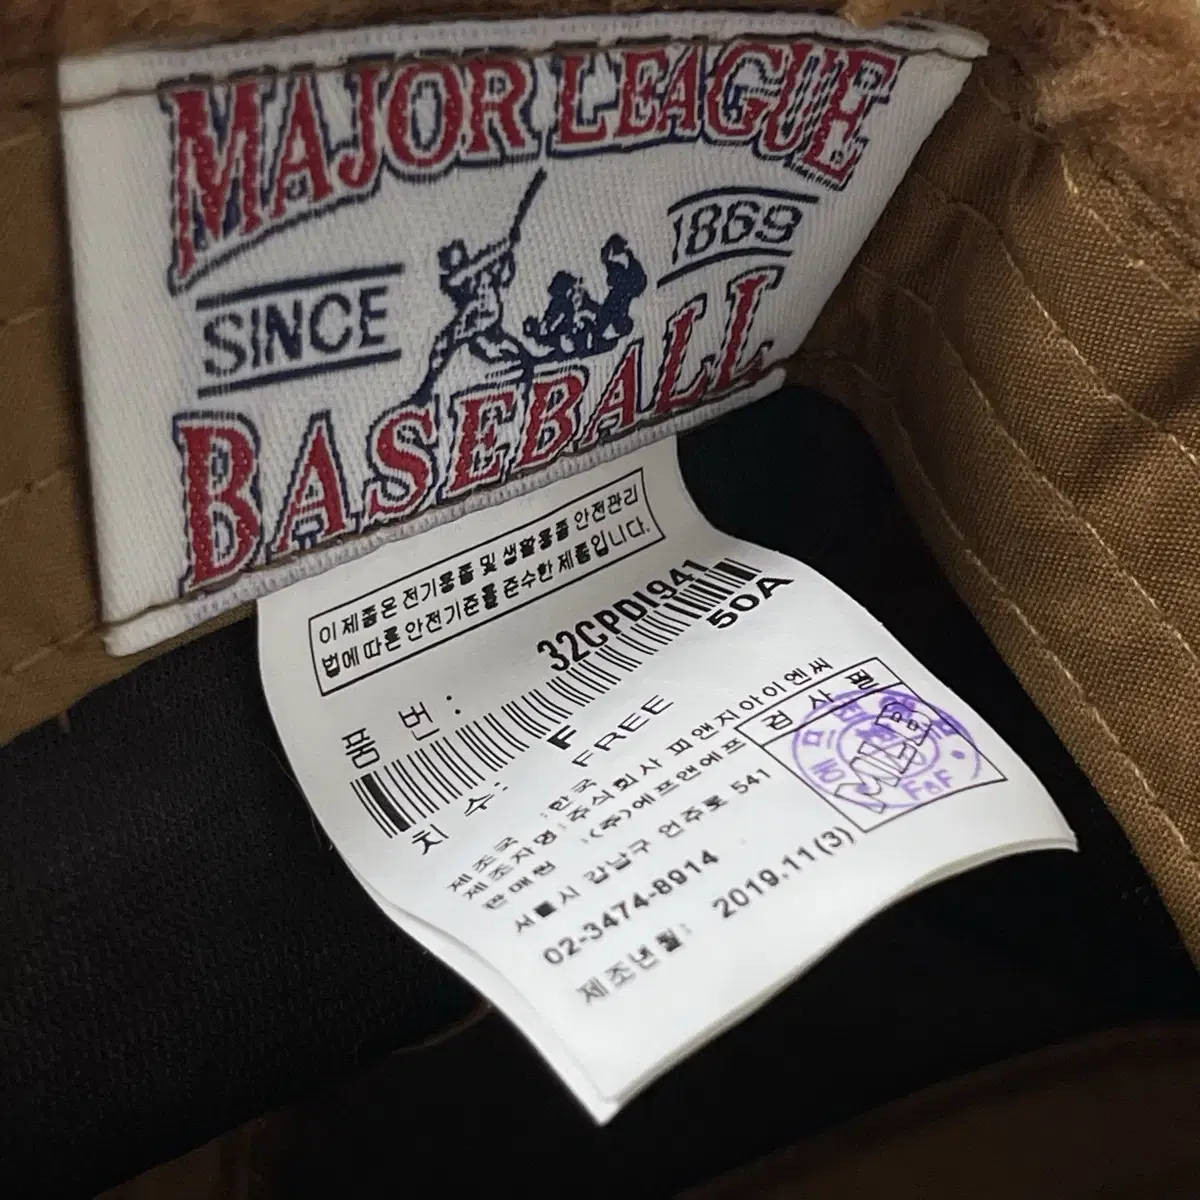 MAJOR LEAGUE
SINCE 1869
BASEBALL
이 제품은 전기용품 및 생활용품 안전관리
법에 따른 안전기준을 준수한 제품입니다.
품 번 : 32CPDI941
50A
F
치 수 : FREE
제조국 :한국
제조자명 :주식회사 피앤지아이엔씨
판매원 :(주)에프앤에프
서울시 강남구 언주로 541
02-3474-8914
제조년월: 2019.11(3)
검 사 필
F&F